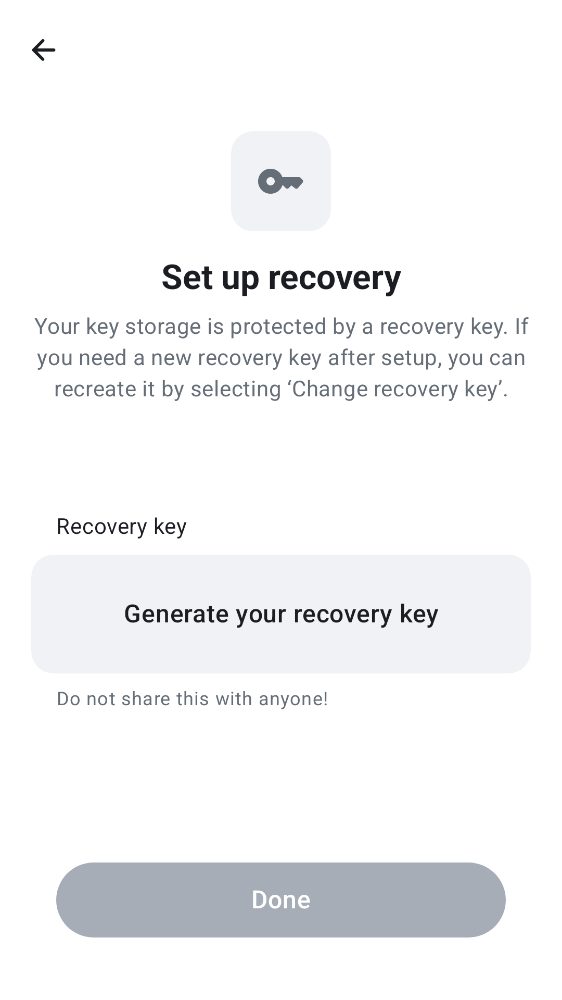 Set up recovery
Your key storage is protected by a recovery key. If
you need a new recovery key after setup, you can
recreate it by selecting ‘Change recovery key’.
Recovery key
Generate your recovery key
Do not share this with anyone!
Done